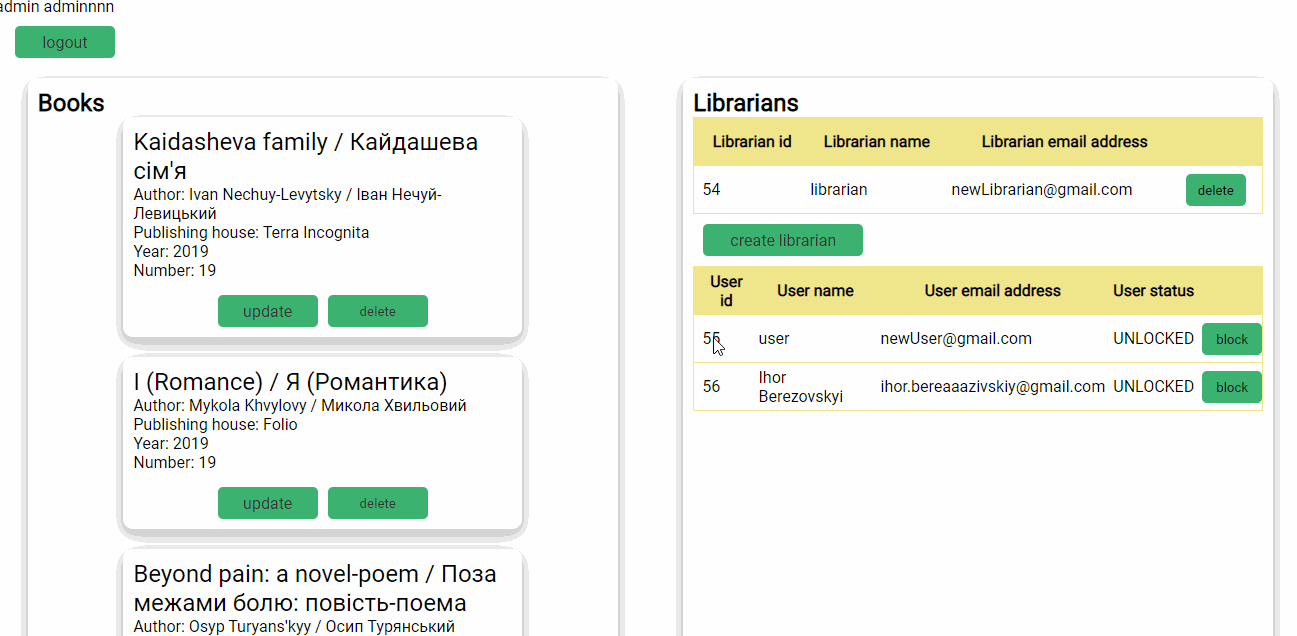 admin adminnnn
logout
Books
Kaidasheva family / Кайдашева
сім'я
Author: Ivan Nechuy-Levytsky / Іван Нечуй-
Левицький
Publishing house: Terra Incognita
Year: 2019
Number: 19
update delete
I (Romance) / Я (Романтика)
Author: Mykola Khvylovy / Микола Хвильовий
Publishing house: Folio
Year: 2019
Number: 19
update delete
Beyond pain: a novel-poem / Поза
межами болю: повість-поема
Author: Osyp Turyans'kyy / Осип Турянський
Librarians
Librarian id Librarian name Librarian email address
54 librarian newLibrarian@gmail.com delete
create librarian
User
id
User name User email address User status
55 user newUser@gmail.com UNLOCKED block
56 Ihor
Berezovskyi
ihor.bereaaazivskiy@gmail.com UNLOCKED block